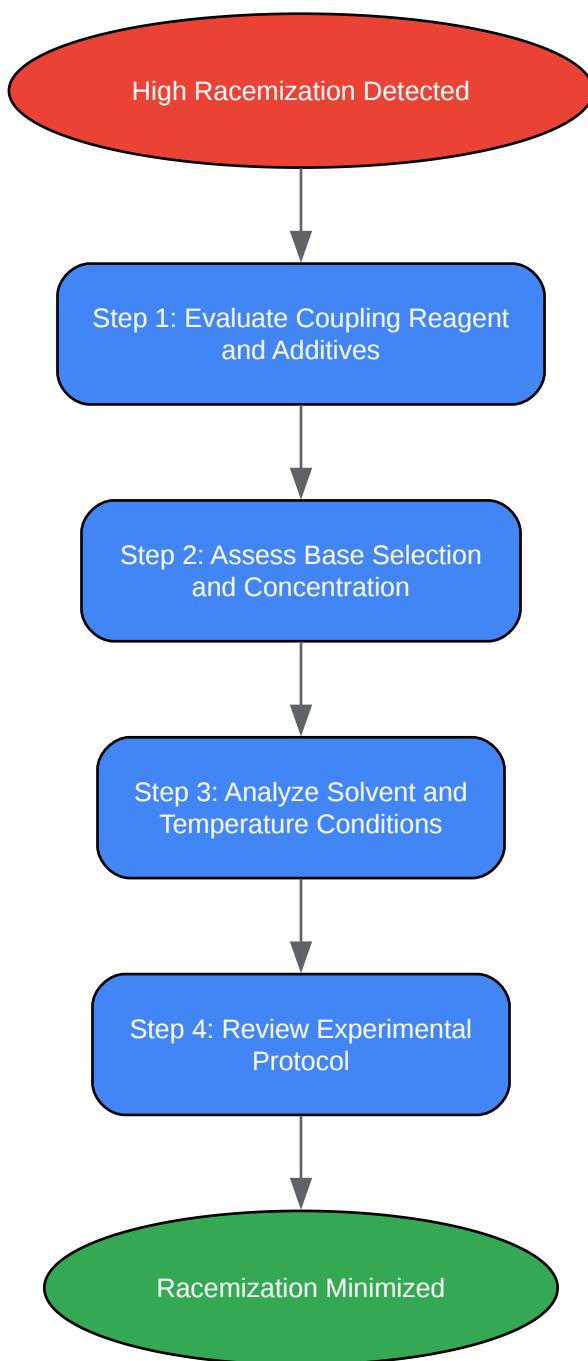 High Racemization Detected
Step 1: Evaluate Coupling Reagent
and Additives
Step 2: Assess Base Selection
and Concentration
Step 3: Analyze Solvent and
Temperature Conditions
Step 4: Review Experimental
Protocol
Racemization Minimized